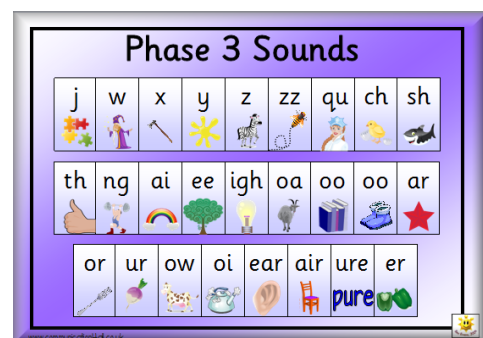 Phase 3 Sounds
j w x y z zz qu ch sh
th ng ai ee igh oa oo oo ar
or ur ow oi ear air ure er
pure